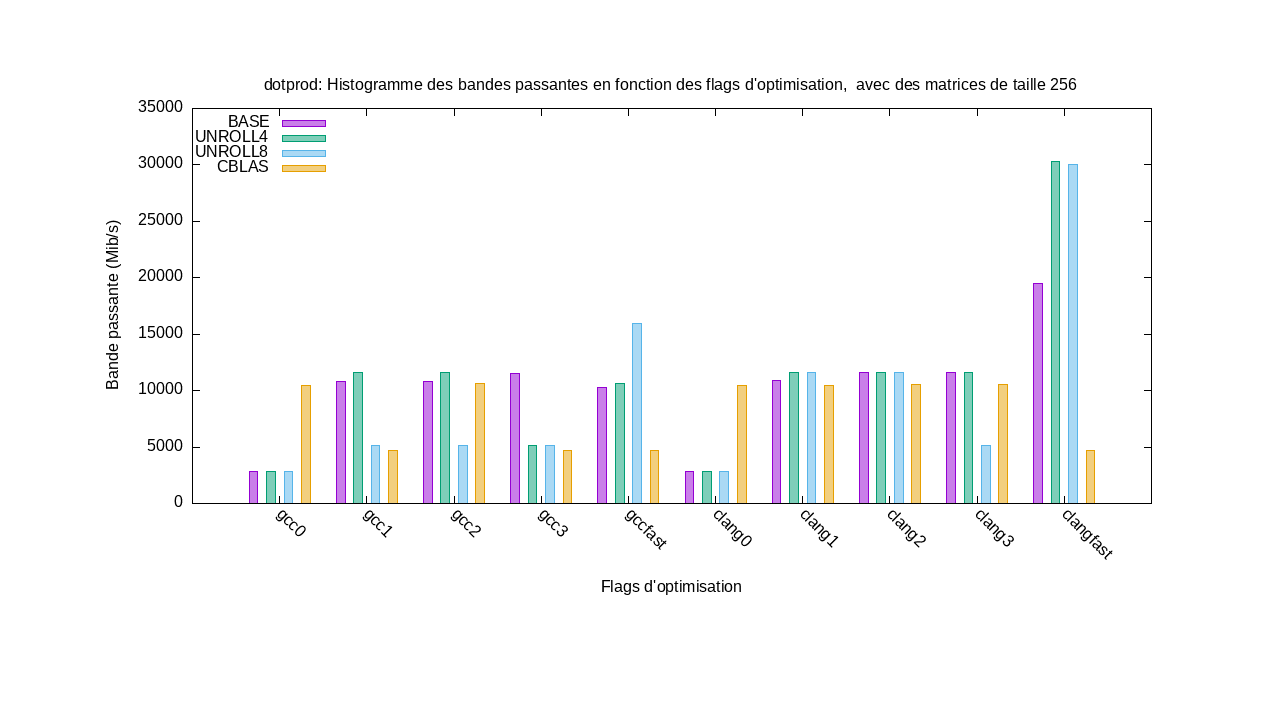 dotprod: Histogramme des bandes passantes en fonction des flags d'optimisation,  avec des matrices de taille 256
35000
30000
25000
20000
15000
10000
5000
0
Bande passante (Mib/s)
BASE
UNROLL4
UNROLL8
CBLAS
gcc0
gcc1
gcc2
gcc3
gccfast
clang0
clang1
clang2
clang3
clangfast
Flags d'optimisation